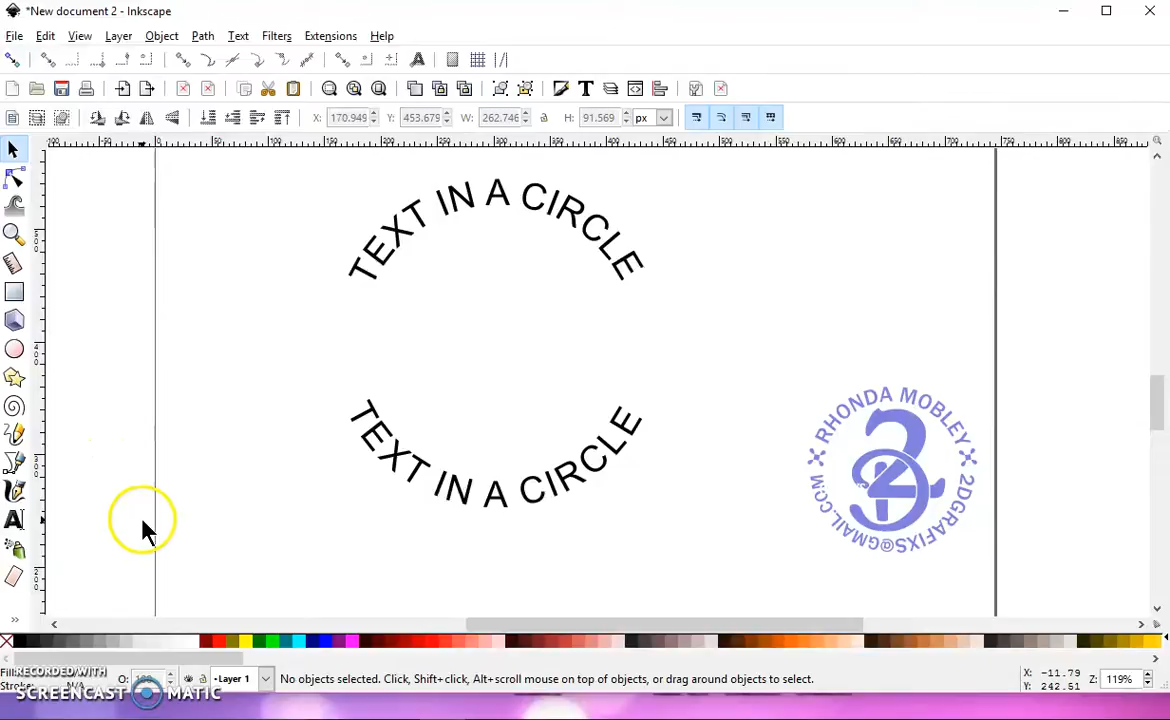 *New document 2 - Inkscape
File Edit View Layer Object Path Text Filters Extensions Help
X: 170.949 Y: 453.679 W: 262.746 H: 91.569 px
TEXT IN A CIRCLE
TEXT IN A CIRCLE
RHONDA MOBLEY
2DGRAFIXS@GMAIL.COM
Fill:
Stroke: N/A
O:
Layer 1
No objects selected. Click, Shift+click, Alt+scroll mouse on top of objects, or drag around objects to select.
X: -11.79
Y: 242.51
Z: 119%
RECORDED WITH
SCREENCAST MATIC